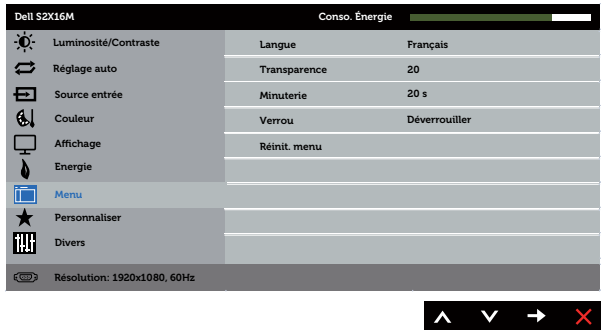 Dell S2X16M Conso. Énergie
Luminosité/Contraste
Réglage auto
Source entrée
Couleur
Affichage
Energie
Menu
Personnaliser
Divers
Langue Français
Transparence 20
Minuterie 20 s
Verrou Déverrouiller
Réinit. menu
Résolution: 1920x1080, 60Hz